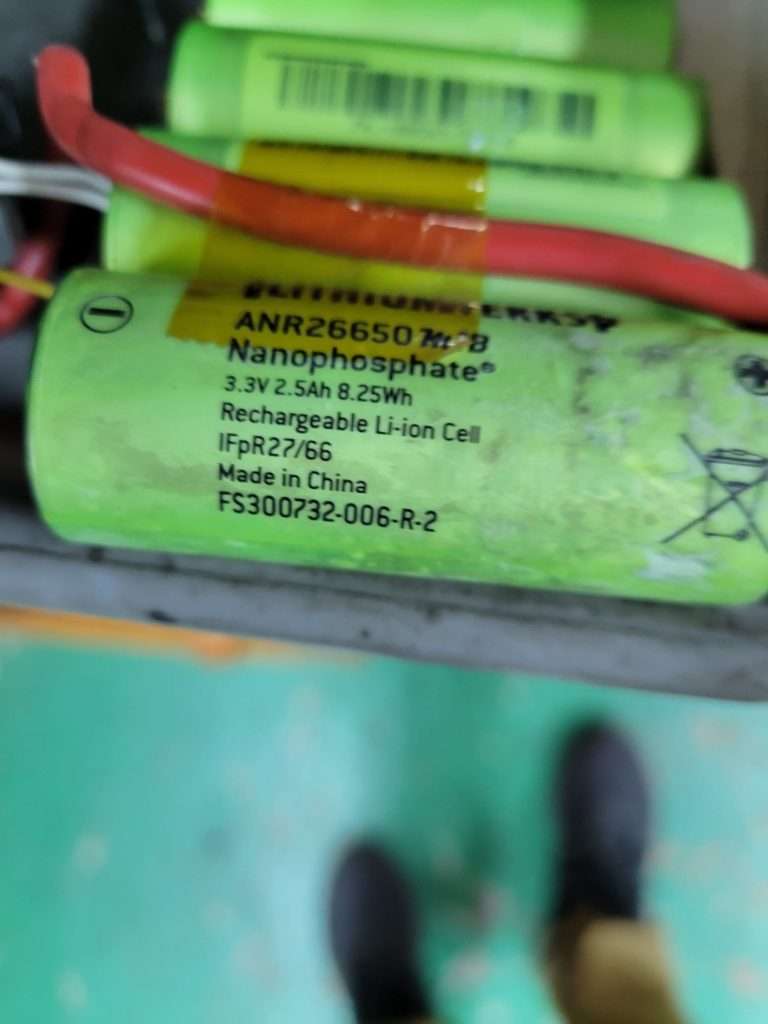 ANR26650M1B
Nanophosphate®
3.3V 2.5Ah 8.25Wh
Rechargeable Li-ion Cell
IFpR27/66
Made in China
FS300732-006-R-2